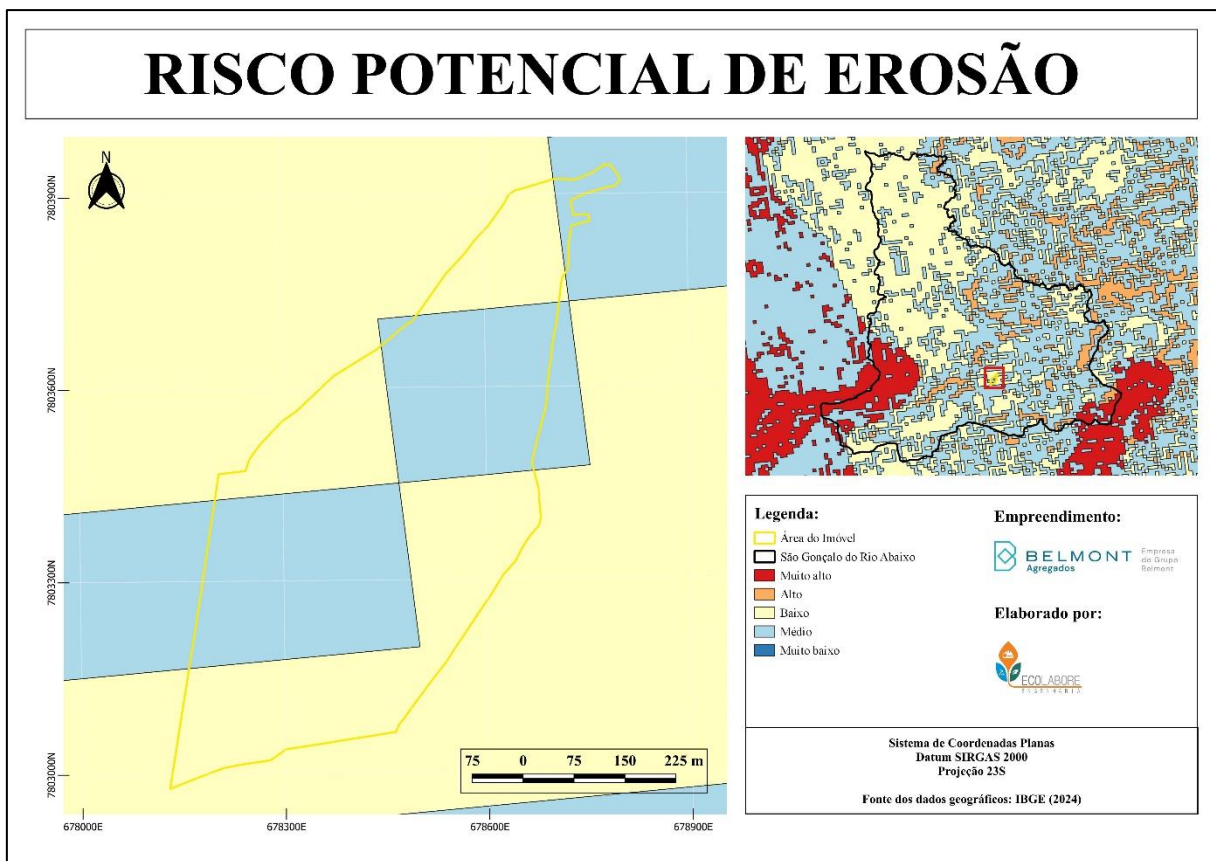 RISCO POTENCIAL DE EROSÃO
N
7803900N
7803600N
7803300N
7803000N
75 0 75 150 225 m
678000E 678300E 678600E 678900E
Legenda:
Área do Imóvel
São Gonçalo do Rio Abaixo
Muito alto
Alto
Baixo
Médio
Muito baixo
Empreendimento:
BELMONT
Agregados
Empresa
do Grupo
Belmont
Elaborado por:
ECOLABORE
ENGENHARIA
Sistema de Coordenadas Planas
Datum SIRGAS 2000
Projeção 23S
Fonte dos dados geográficos: IBGE (2024)